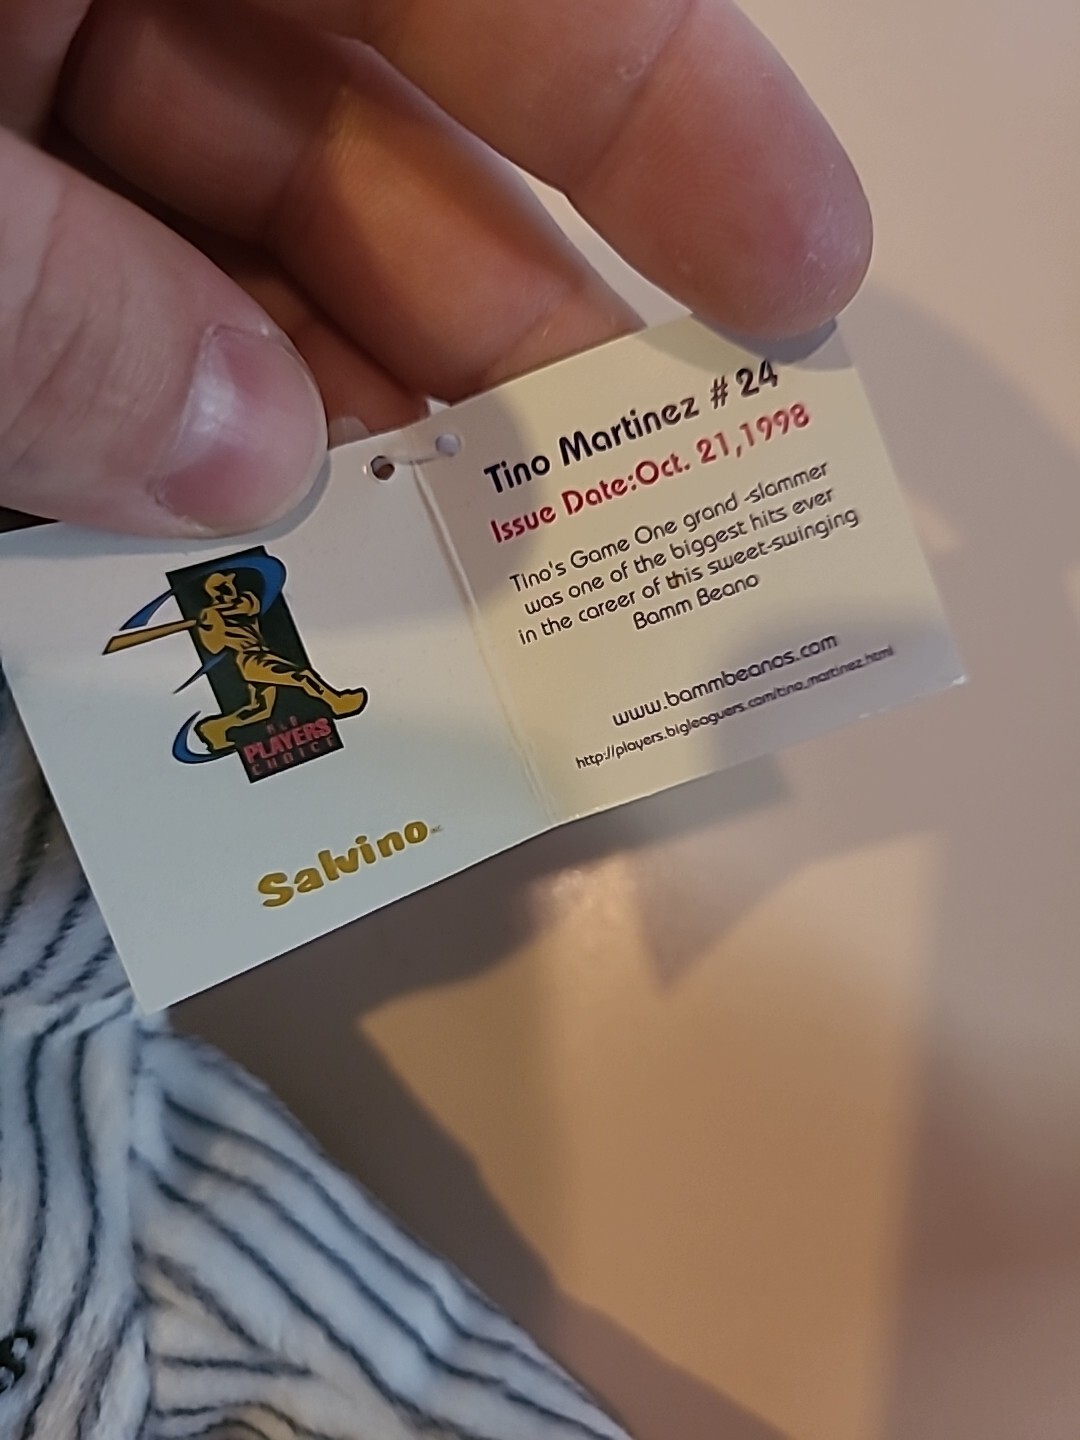 MLB
PLAYERS
CHOICE
Salvino INC
Tino Martinez # 24
Issue Date:Oct. 21,1998
Tino's Game One grand -slammer
was one of the biggest hits ever
in the career of this sweet-swinging
Bamm Beano
www.bammbeanos.com
http://players.bigleaguers.com/tino_martinez.html